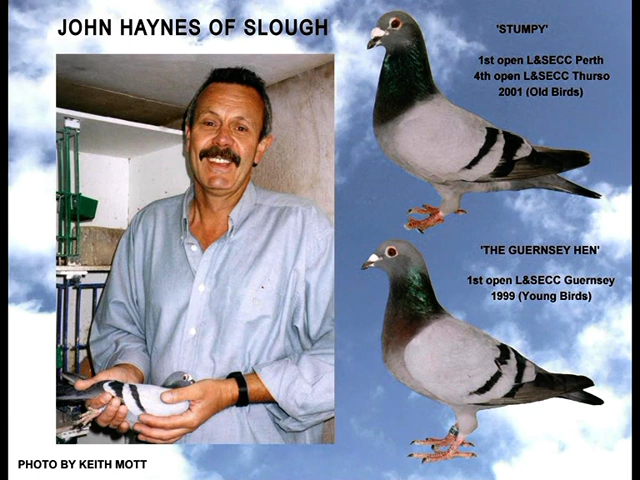 JOHN HAYNES OF SLOUGH
'STUMPY'
1st open L&SECC Perth
4th open L&SECC Thurso
2001 (Old Birds)
'THE GUERNSEY HEN'
1st open L&SECC Guernsey
1999 (Young Birds)
PHOTO BY KEITH MOTT